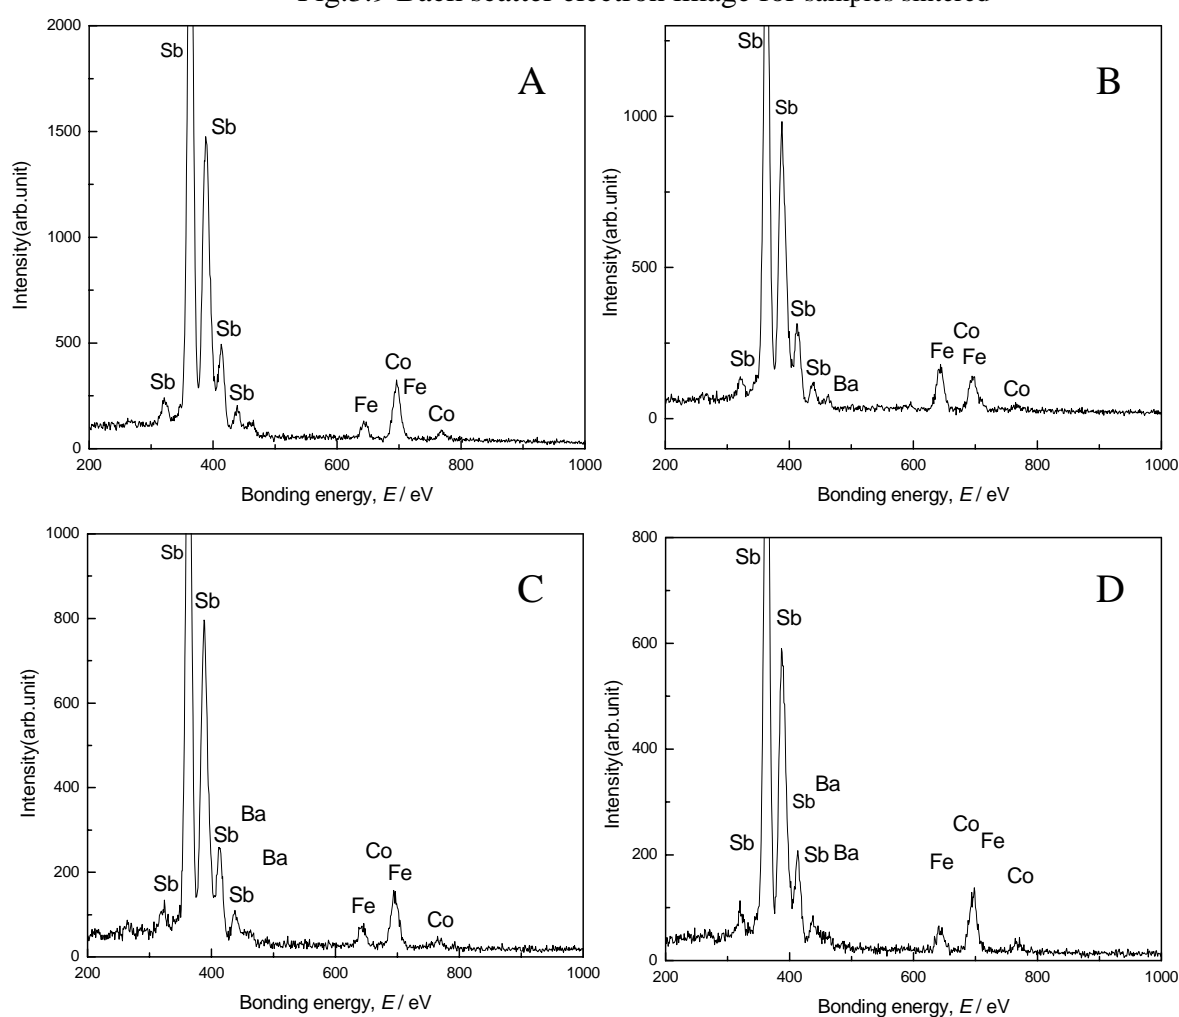 Fig.3.9 Back scatter electron image for samples sintered
2000
1500
1000
500
0
Intensity(arb.unit)
Sb
Sb
Sb
Sb
Sb
Fe
Co
Fe
Co
A
200
400
600
800
1000
Bonding energy, E / eV
1000
500
0
Intensity(arb.unit)
Sb
Sb
Sb
Sb
Sb
Ba
Fe
Co
Fe
Co
B
200
400
600
800
1000
Bonding energy, E / eV
1000
800
600
400
200
0
Intensity(arb.unit)
Sb
Sb
Ba
Sb
Ba
Sb
Sb
Co
Fe
Fe
Co
C
200
400
600
800
1000
Bonding energy, E / eV
800
600
400
200
0
Intensity(arb.unit)
Sb
Sb
Ba
Sb
Sb
Sb
Ba
Co
Fe
Fe
Co
D
200
400
600
800
1000
Bonding energy, E / eV